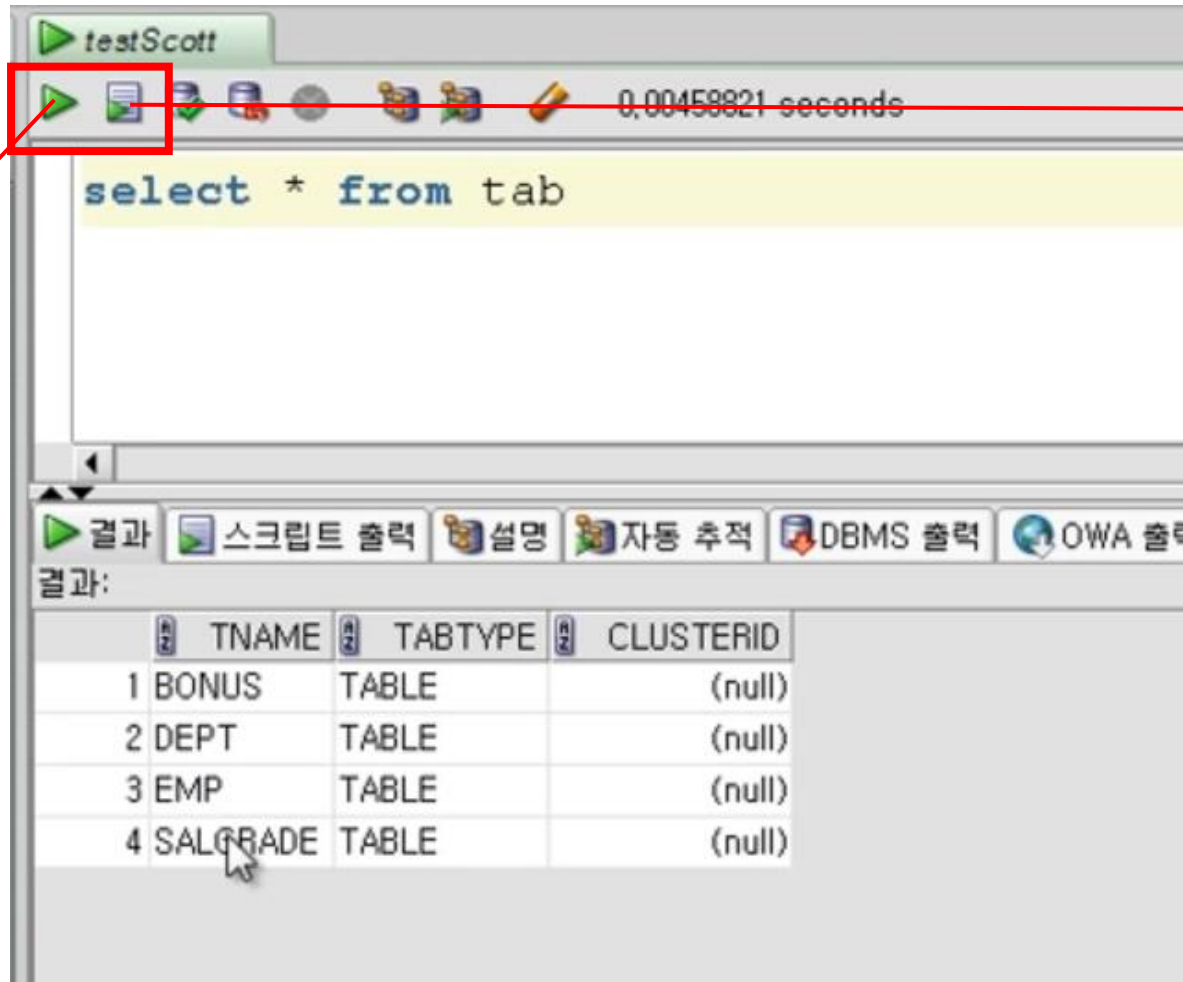 testScott
0,00458821 seconds
select * from tab
결과 스크립트 출력 설명 자동 추적 DBMS 출력 OWA
결과:
TNAME TABTYPE CLUSTERID
1 BONUS TABLE (null)
2 DEPT TABLE (null)
3 EMP TABLE (null)
4 SALGRADE TABLE (null)